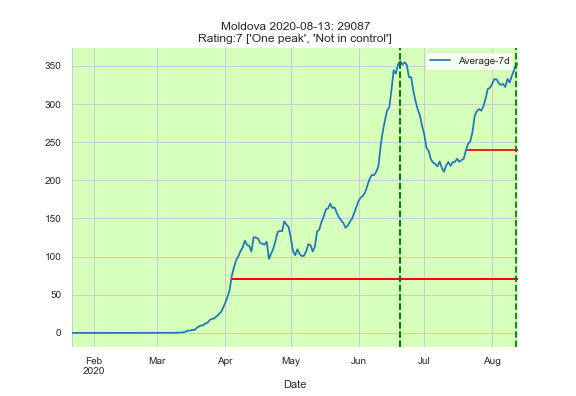 Moldova 2020-08-13: 29087
Rating:7 ['One peak', 'Not in control']
Average-7d
350
300
250
200
150
100
50
0
Feb Mar Apr May Jun Jul Aug
2020
Date